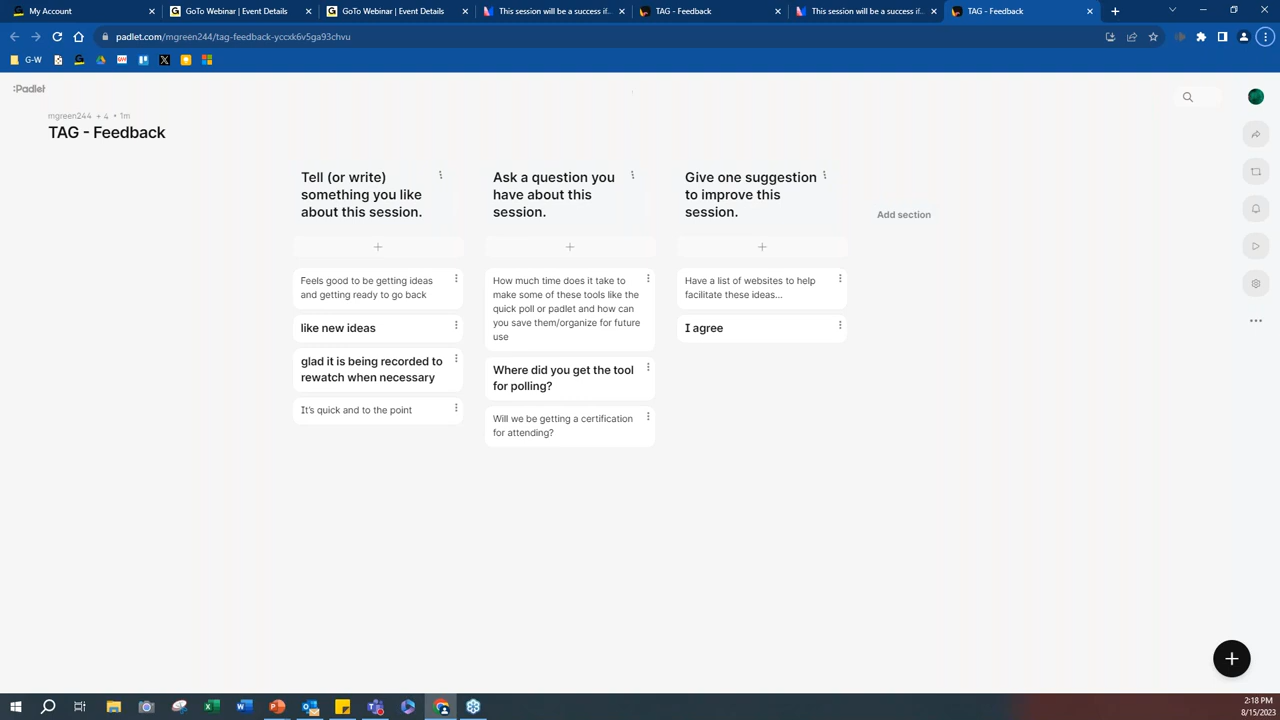 My Account
GoTo Webinar | Event Details
GoTo Webinar | Event Details
This session will be a success if..
TAG - Feedback
This session will be a success if..
TAG - Feedback
padlet.com/mgreen244/tag-feedback-yccxk6v5ga93chvu
G-W
:Padlet
mgreen244 + 4 • 1m
TAG - Feedback
Tell (or write)
something you like
about this session.
Feels good to be getting ideas
and getting ready to go back
like new ideas
glad it is being recorded to
rewatch when necessary
It's quick and to the point
Ask a question you
have about this
session.
How much time does it take to
make some of these tools like the
quick poll or padlet and how can
you save them/organize for future
use
Where did you get the tool
for polling?
Will we be getting a certification
for attending?
Give one suggestion
to improve this
session.
Have a list of websites to help
facilitate these ideas...
I agree
Add section
2:18 PM
8/15/2023